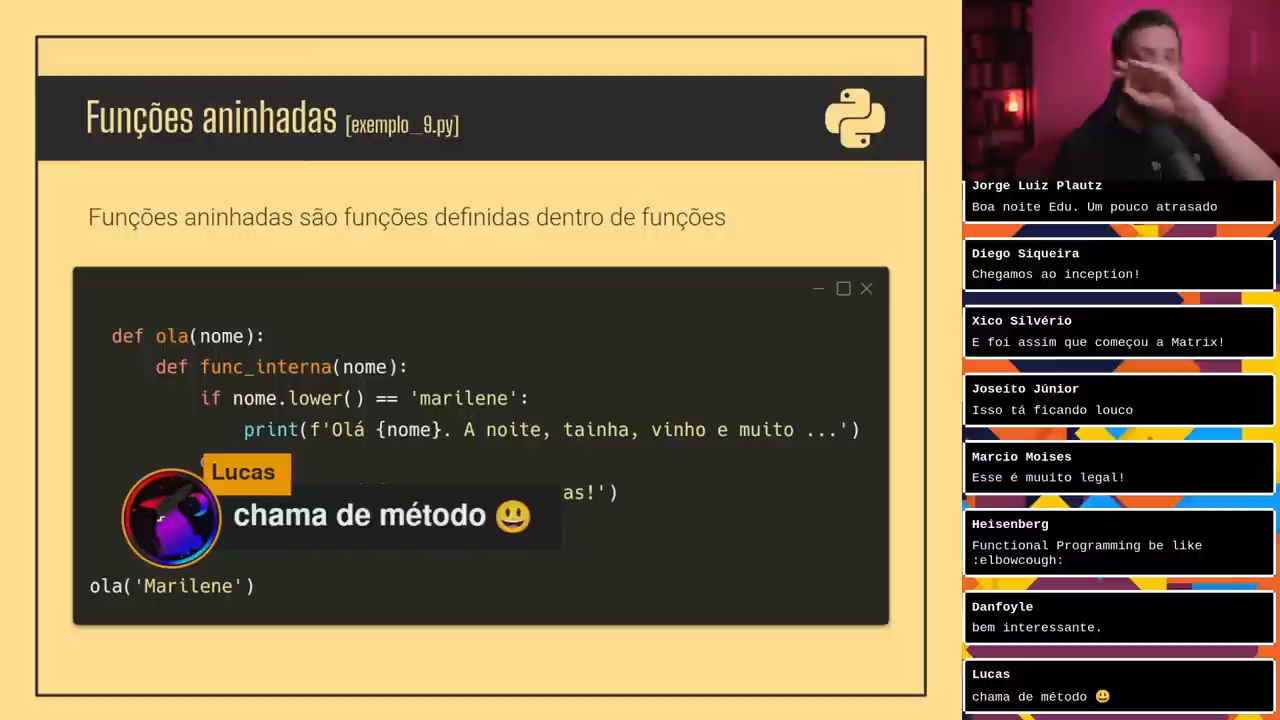 Funções aninhadas [exemplo_9.py]
Funções aninhadas são funções definidas dentro de funções
def ola(nome):
def func_interna(nome):
if nome.lower() == 'marilene':
print(f'Olá {nome}. A noite, tainha, vinho e muito ...')
as!')
Lucas
chama de método 😃
ola('Marilene')
Jorge Luiz Plautz
Boa noite Edu. Um pouco atrasado
Diego Siqueira
Chegamos ao inception!
Xico Silvério
E foi assim que começou a Matrix!
Joseíto Júnior
Isso tá ficando louco
Marcio Moises
Esse é muuito legal!
Heisenberg
Functional Programming be like
:elbowcough:
Danfoyle
bem interessante.
Lucas
chama de método 😃